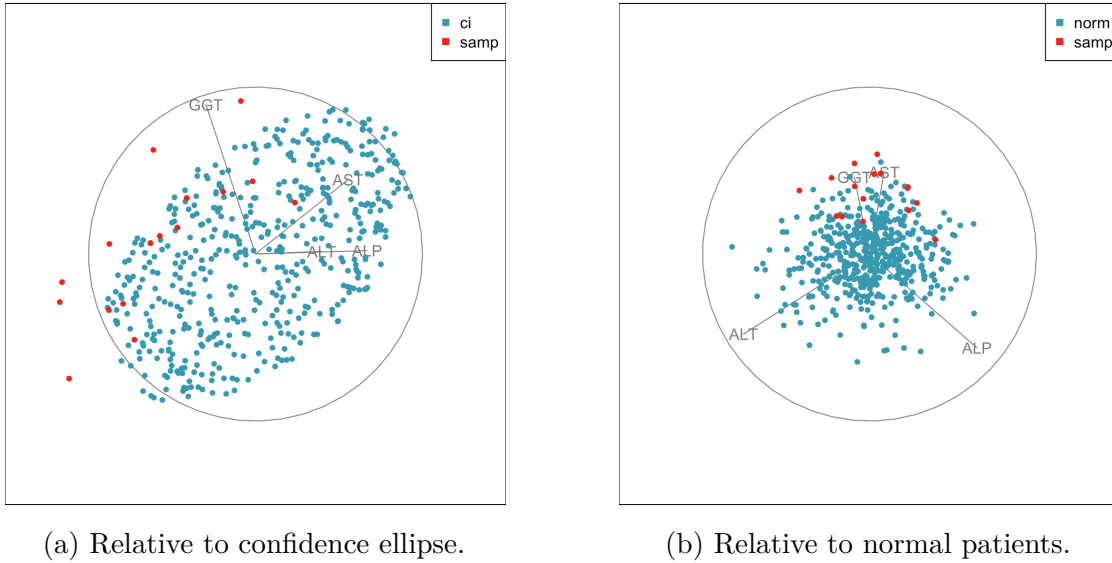 ci
samp
GGT
AST
ALT
ALP
(a) Relative to confidence ellipse.
norm
samp
GGT
AST
ALT
ALP
(b) Relative to normal patients.